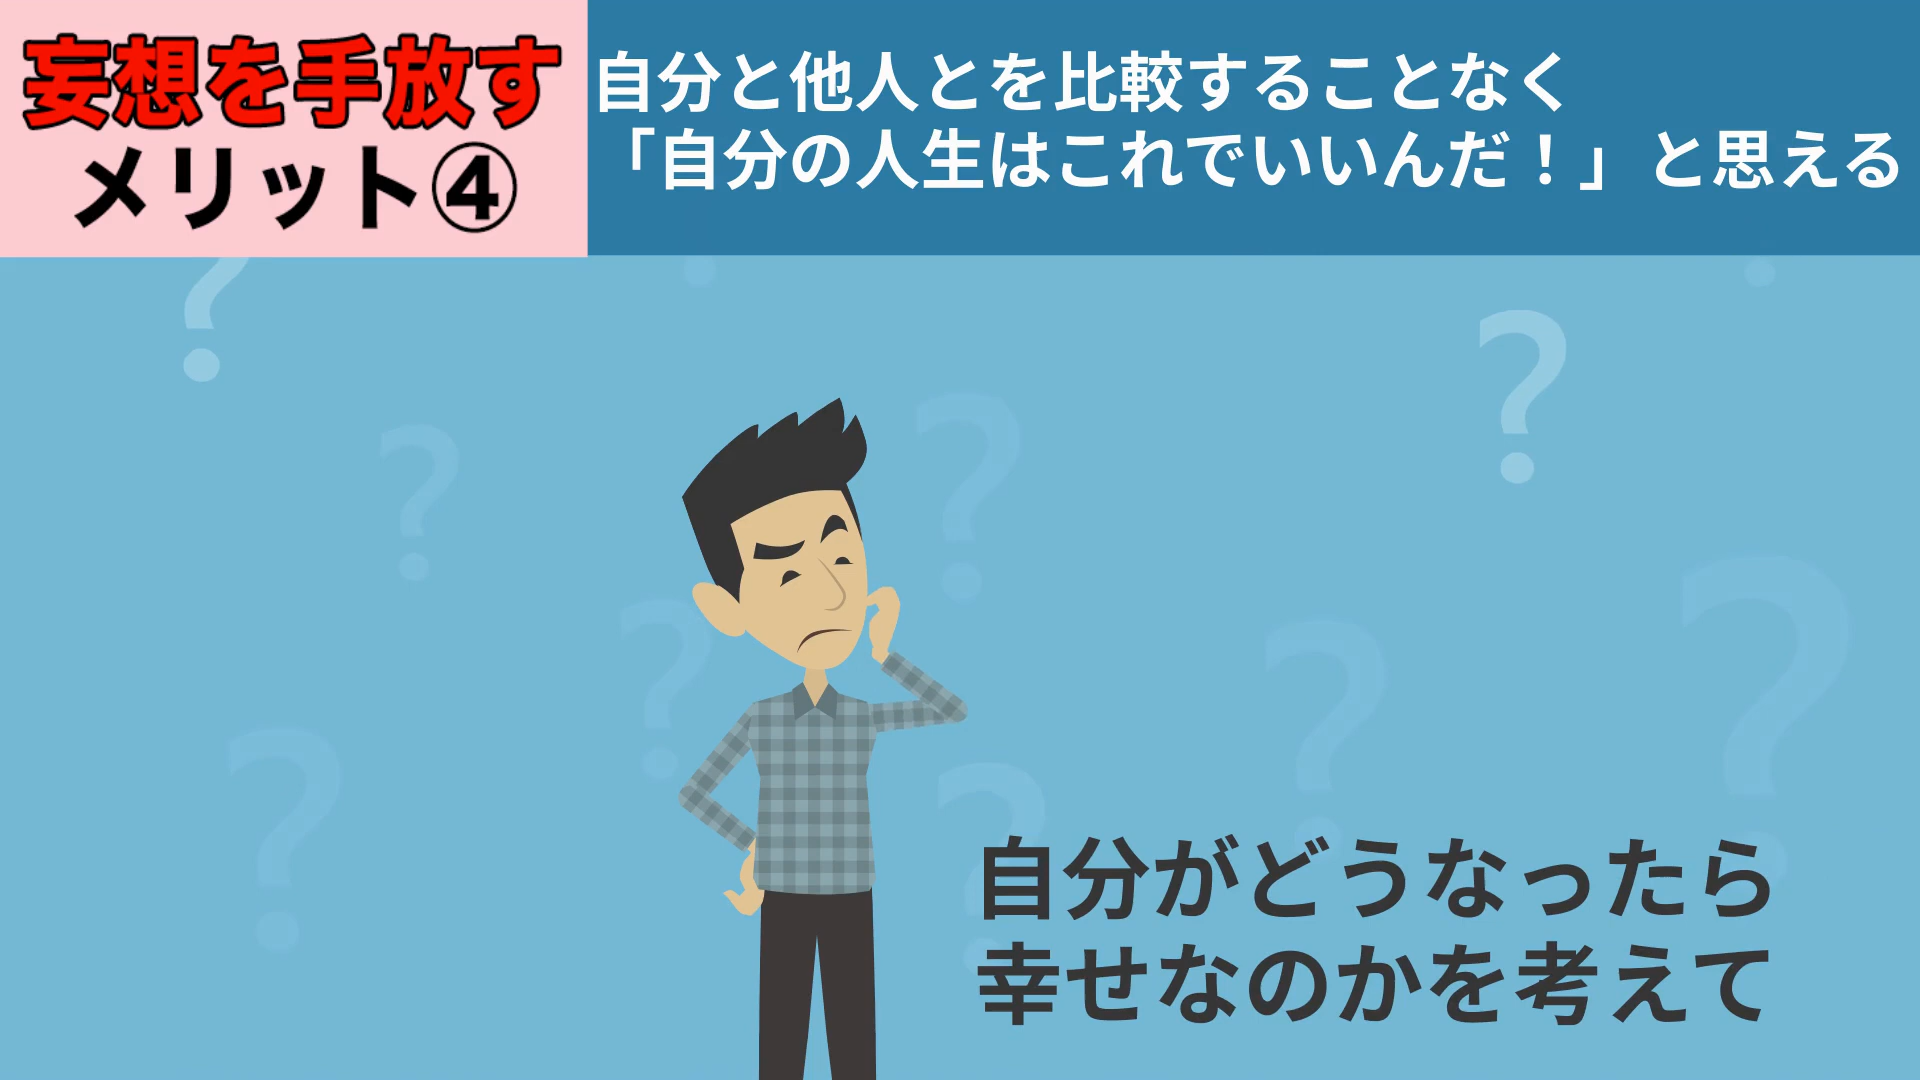 妄想を手放す
メリット④
自分と他人とを比較することなく
「自分の人生はこれでいいんだ！」と思える
自分がどうなったら
幸せなのかを考えて